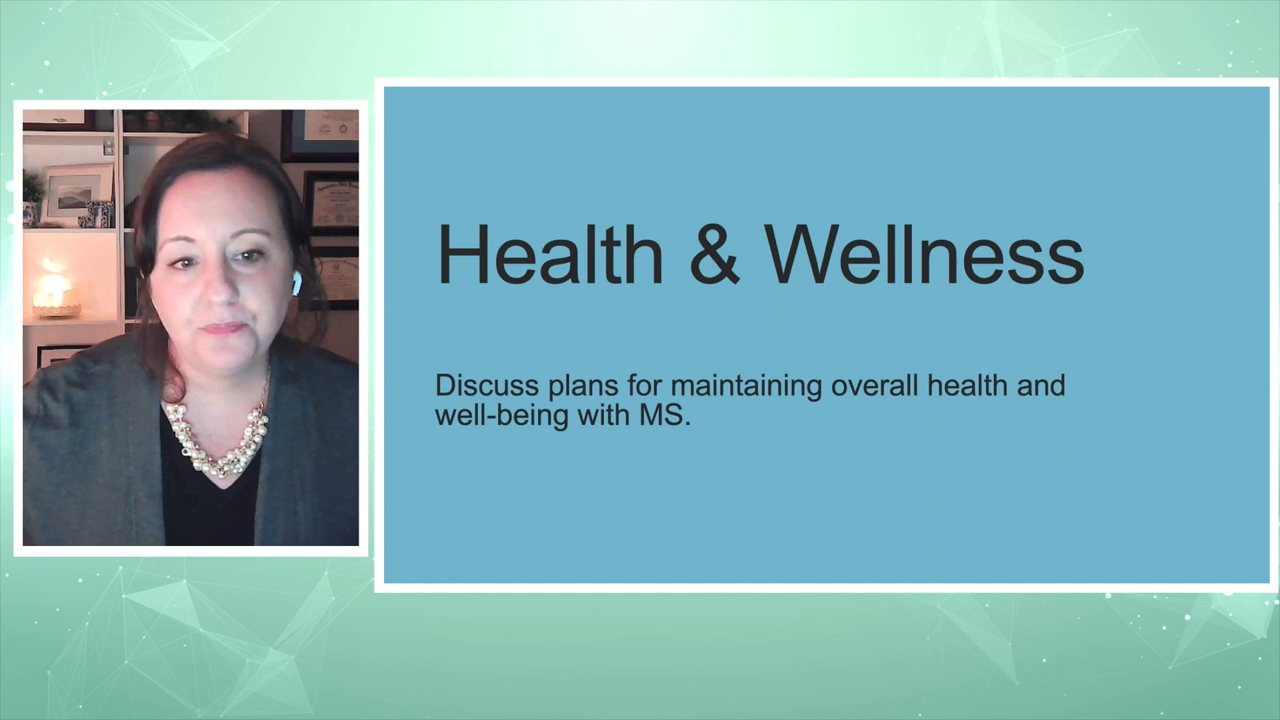 Health & Wellness
Discuss plans for maintaining overall health and
well-being with MS.